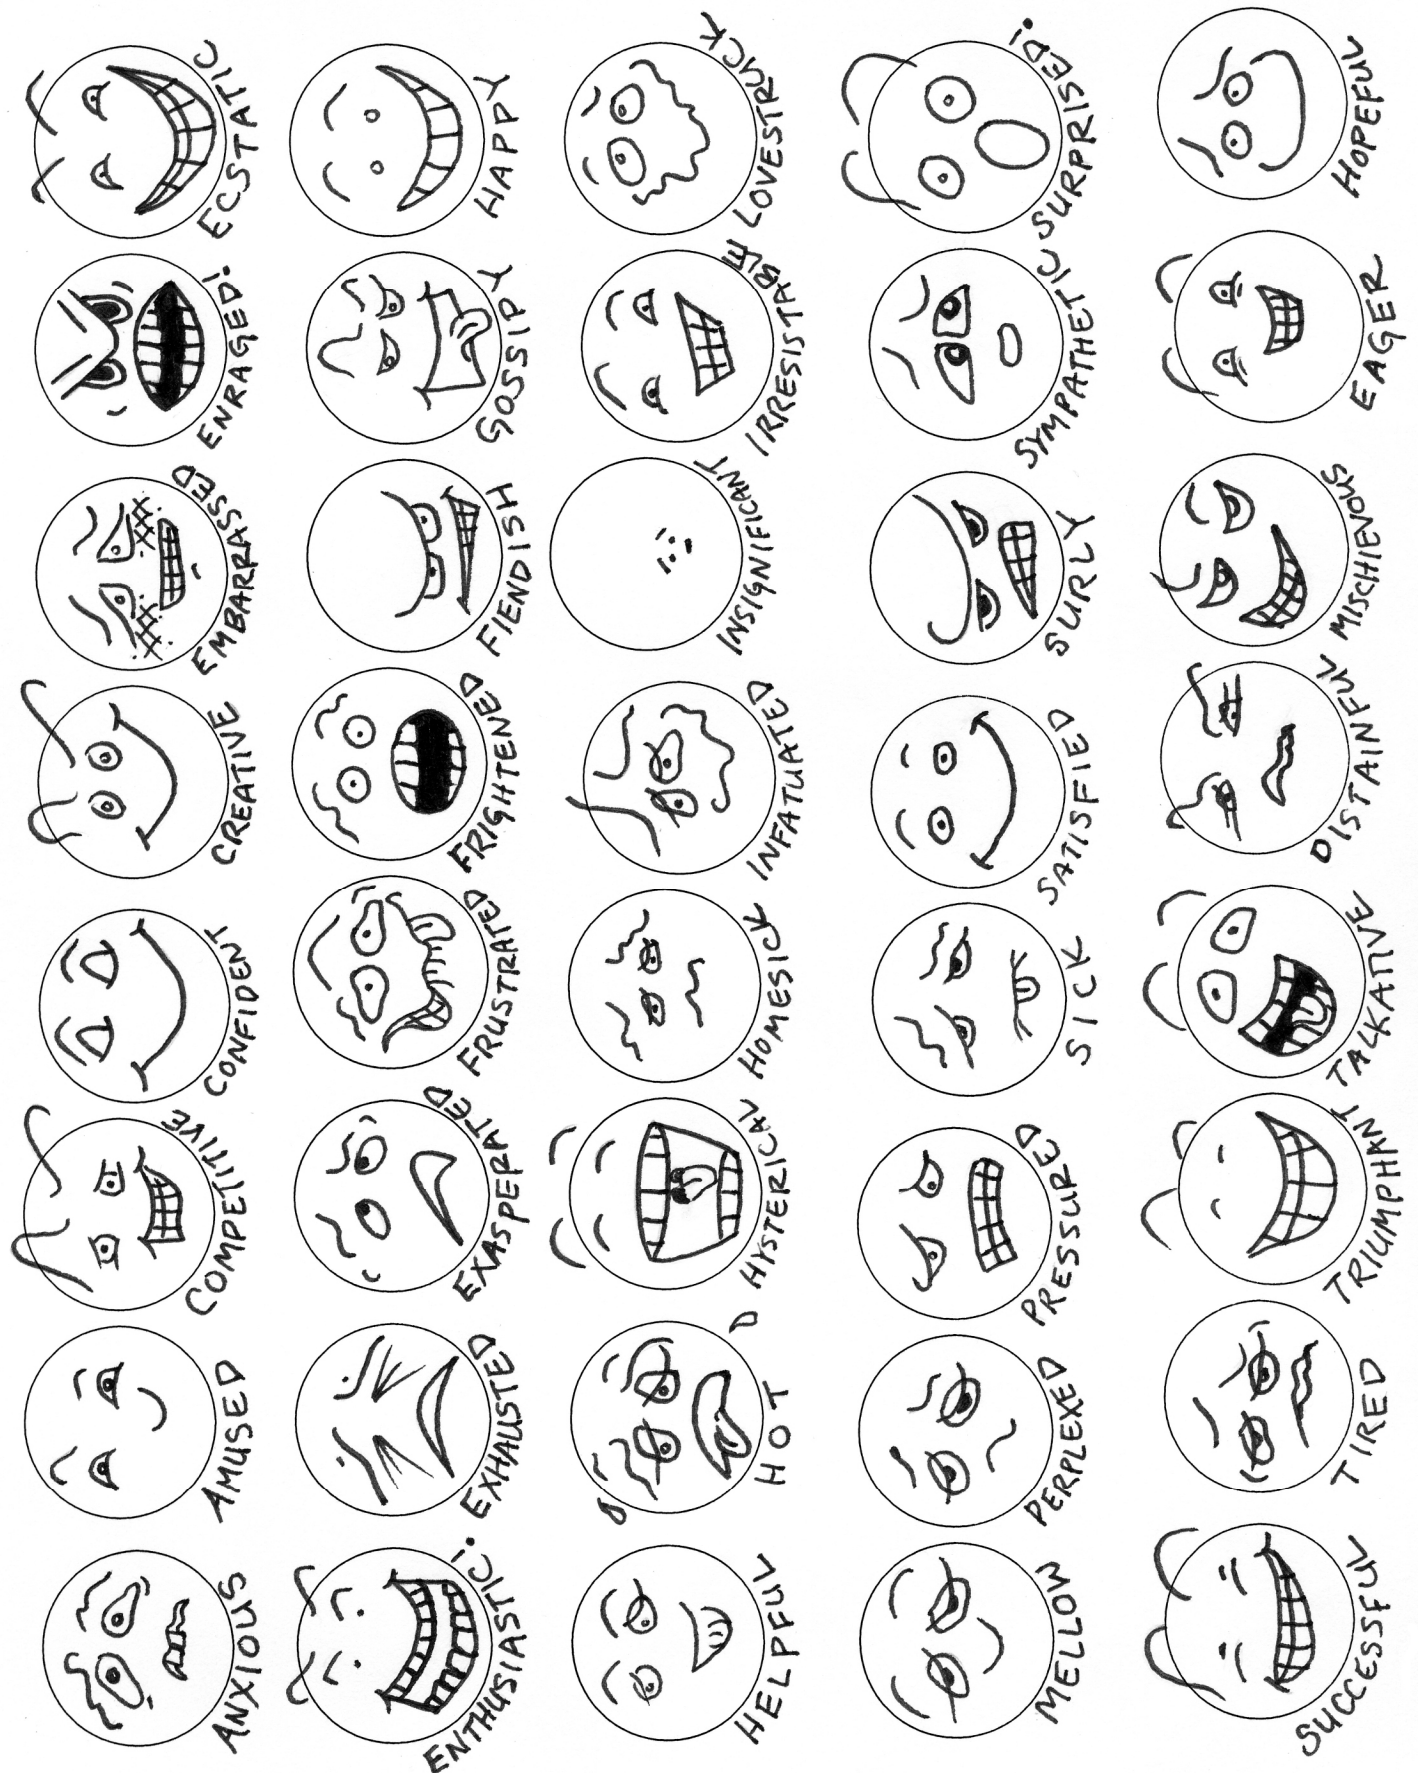 ANXIOUS
AMUSED
COMPETITIVE
CONFIDENT
CREATIVE
EMBARRASSED
ENRAGED!
ECSTATIC
ENTHUSIASTIC!
EXHAUSTED
EXASPERATED
FRUSTRATED
FRIGHTENED
FIENDISH
GOSSIPY
HAPPY
HELPFUL
HOT
HYSTERICAL
HOMESICK
INFATUATED
INSIGNIFICANT
IRRESISTABLE
LOVESTRUCK
MELLOW
PERPLEXED
PRESSURED
SICK
SATISFIED
SURLY
SYMPATHETIC
SURPRISED!
SUCCESSFUL
TIRED
TRIUMPHANT
TALKATIVE
DISTAINFUL
MISCHIEVOUS
EAGER
HOPEFUL